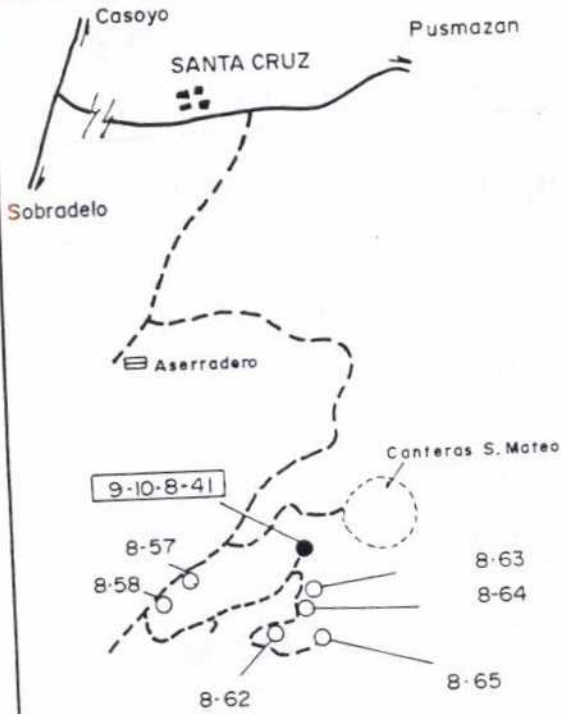 Casoyo
Pusmazan
SANTA CRUZ
Sobradelo
Aserradero
Canteras S. Mateo
9-10-8-41
8-57
8-63
8-58
8-64
8-65
8-62